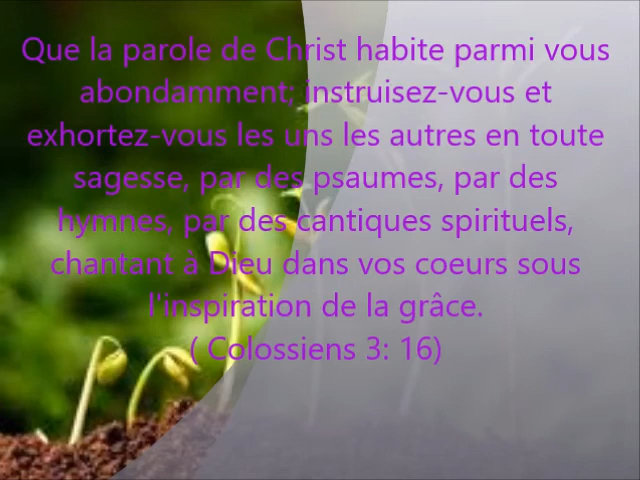 Que la parole de Christ habite parmi vous
abondamment; instruisez-vous et
exhortez-vous les uns les autres en toute
sagesse, par des psaumes, par des
hymnes, par des cantiques spirituels,
chantant à Dieu dans vos coeurs sous
l'inspiration de la grâce.
( Colossiens 3: 16)